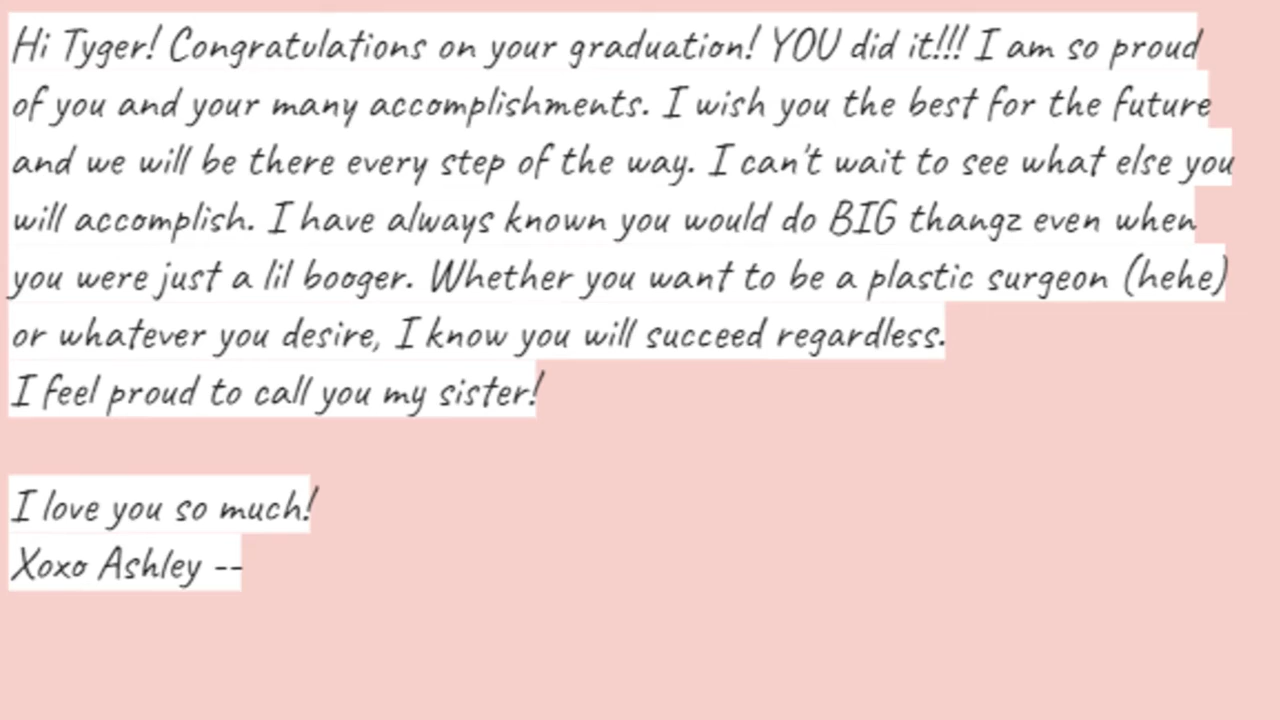 Hi Tyger! Congratulations on your graduation! YOU did it!!! I am so proud
of you and your many accomplishments. I wish you the best for the future
and we will be there every step of the way. I can't wait to see what else you
will accomplish. I have always known you would do BIG thangz even when
you were just a lil booger. Whether you want to be a plastic surgeon (hehe)
or whatever you desire, I know you will succeed regardless.
I feel proud to call you my sister!
I love you so much!
Xoxo Ashley --